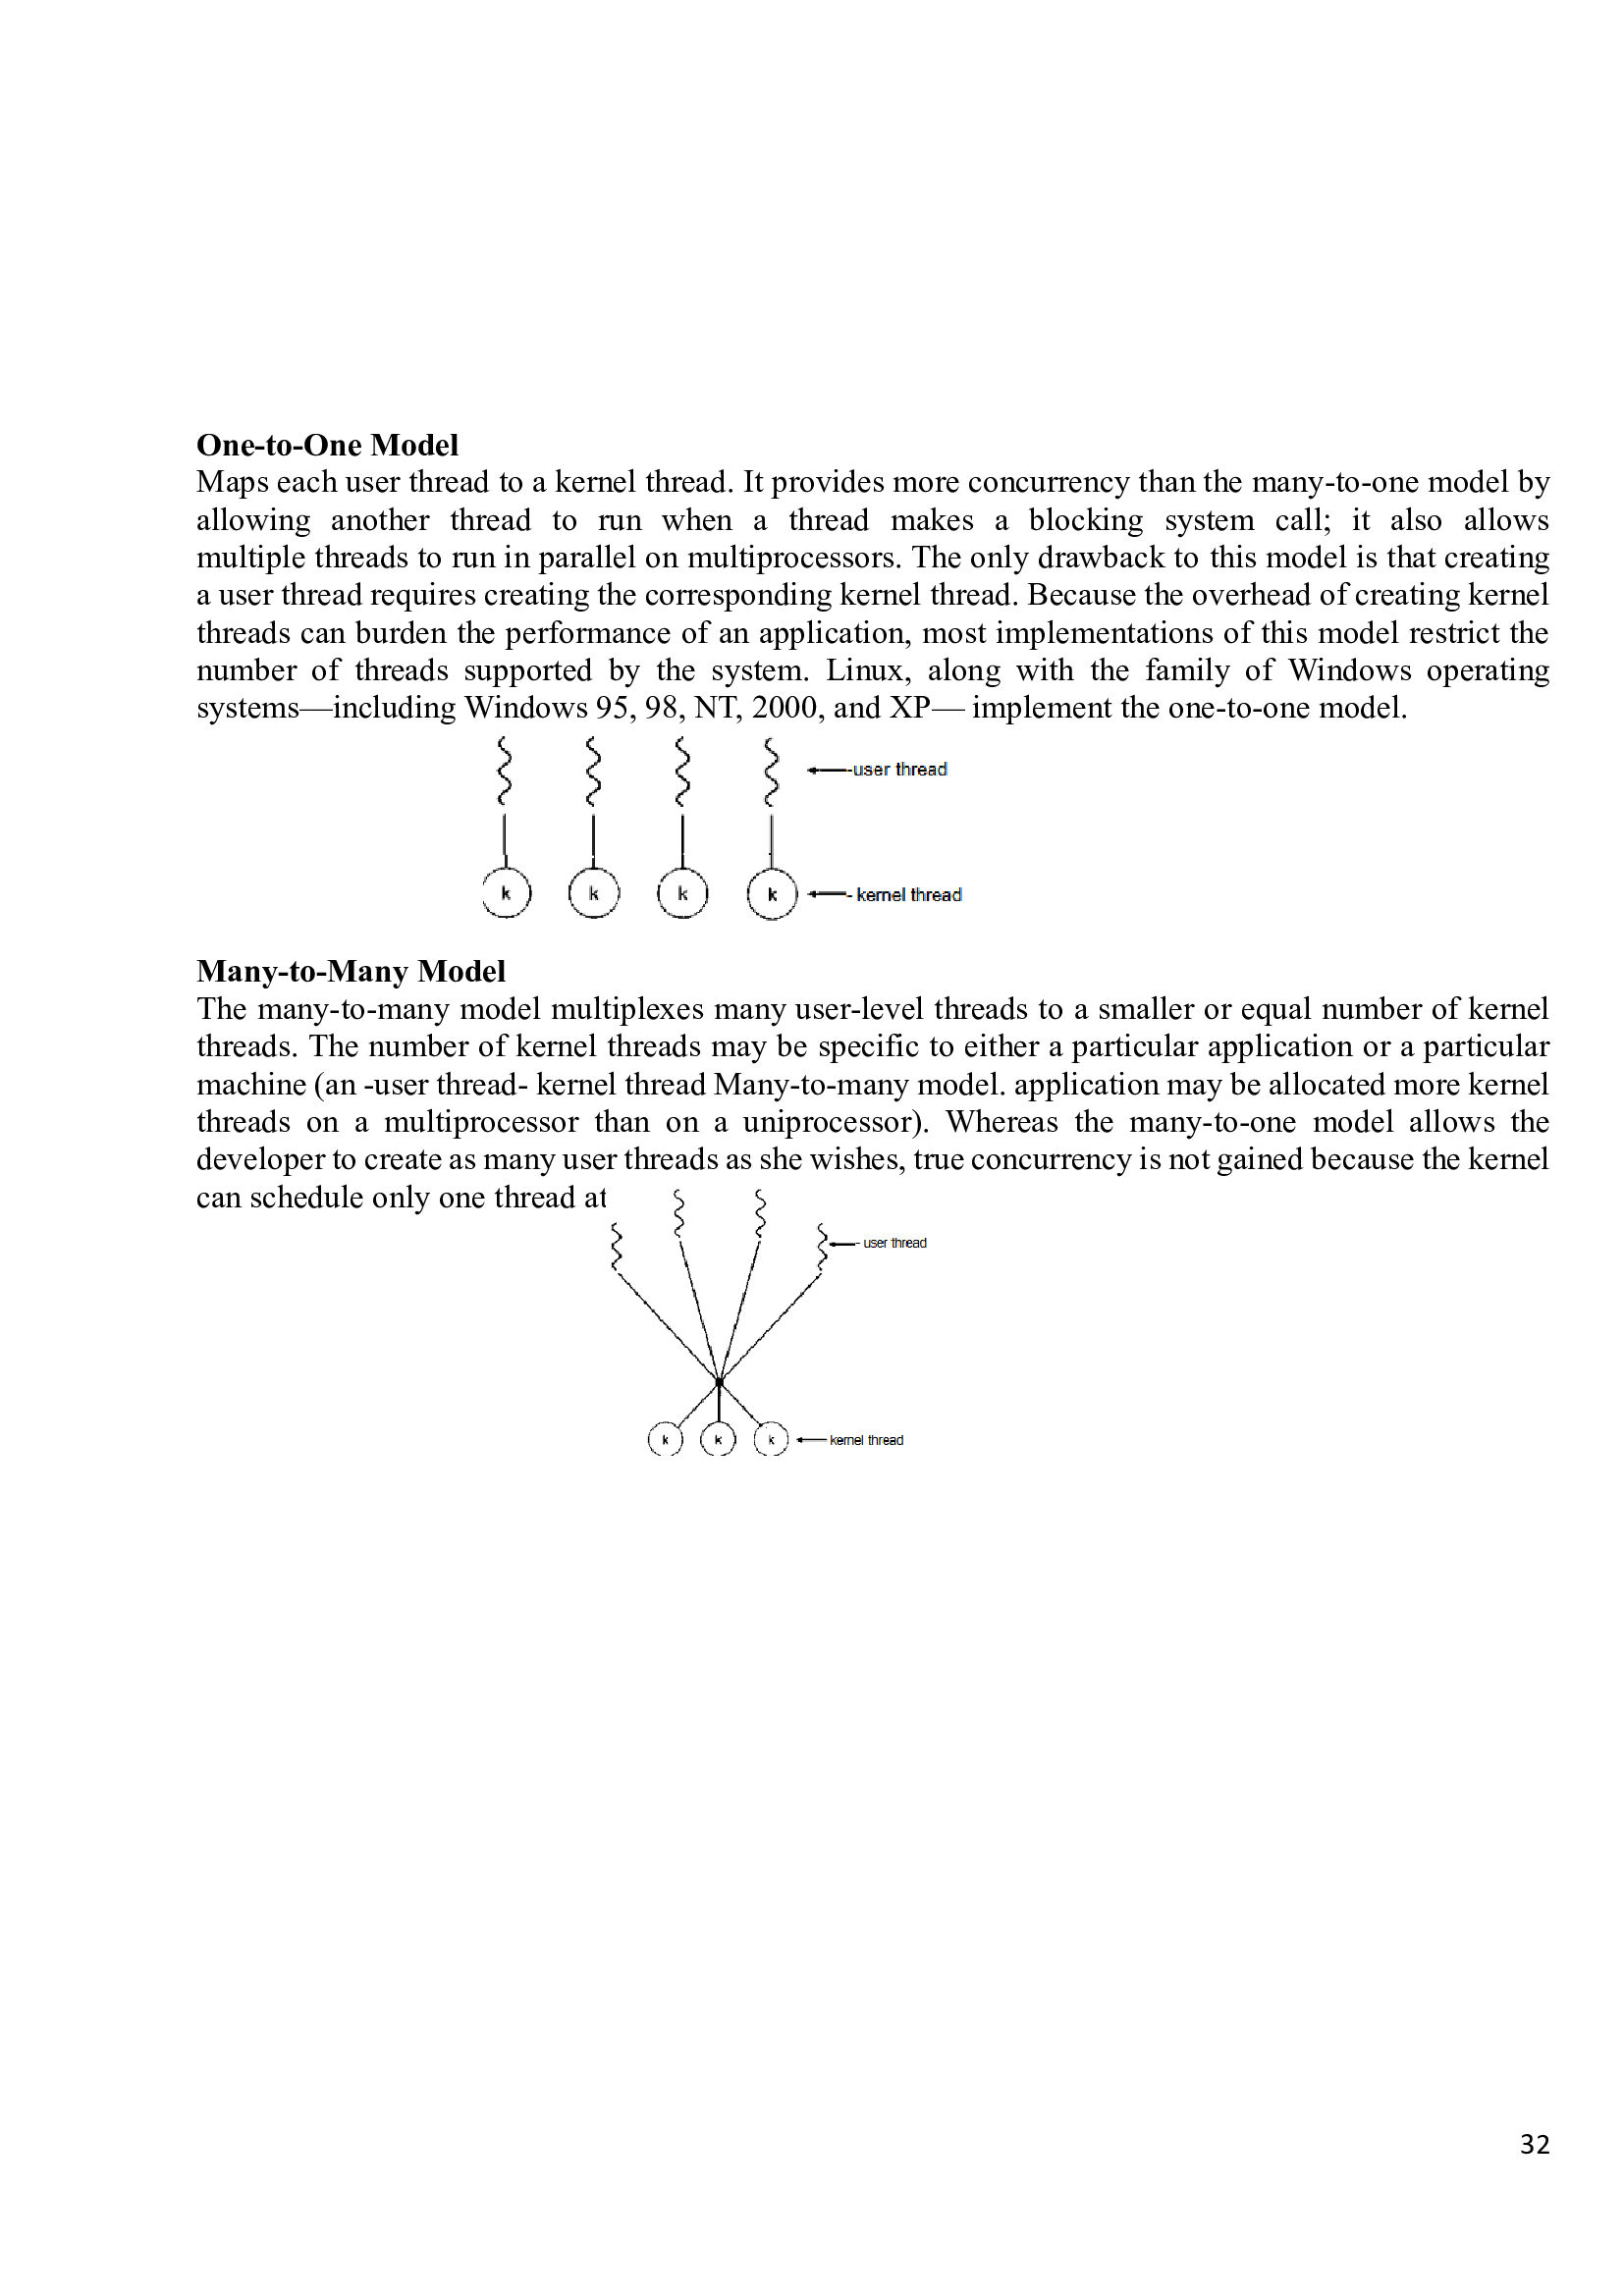 One-to-One Model
Maps each user thread to a kernel thread. It provides more concurrency than the many-to-one model by
allowing another thread to run when a thread makes a blocking system call; it also allows
multiple threads to run in parallel on multiprocessors. The only drawback to this model is that creating
a user thread requires creating the corresponding kernel thread. Because the overhead of creating kernel
threads can burden the performance of an application, most implementations of this model restrict the
number of threads supported by the system. Linux, along with the family of Windows operating
systems—including Windows 95, 98, NT, 2000, and XP— implement the one-to-one model.
-user thread
k k k k - kernel thread
Many-to-Many Model
The many-to-many model multiplexes many user-level threads to a smaller or equal number of kernel
threads. The number of kernel threads may be specific to either a particular application or a particular
machine (an -user thread- kernel thread Many-to-many model. application may be allocated more kernel
threads on a multiprocessor than on a uniprocessor). Whereas the many-to-one model allows the
developer to create as many user threads as she wishes, true concurrency is not gained because the kernel
can schedule only one thread at
- user thread
k k k kernel thread
32